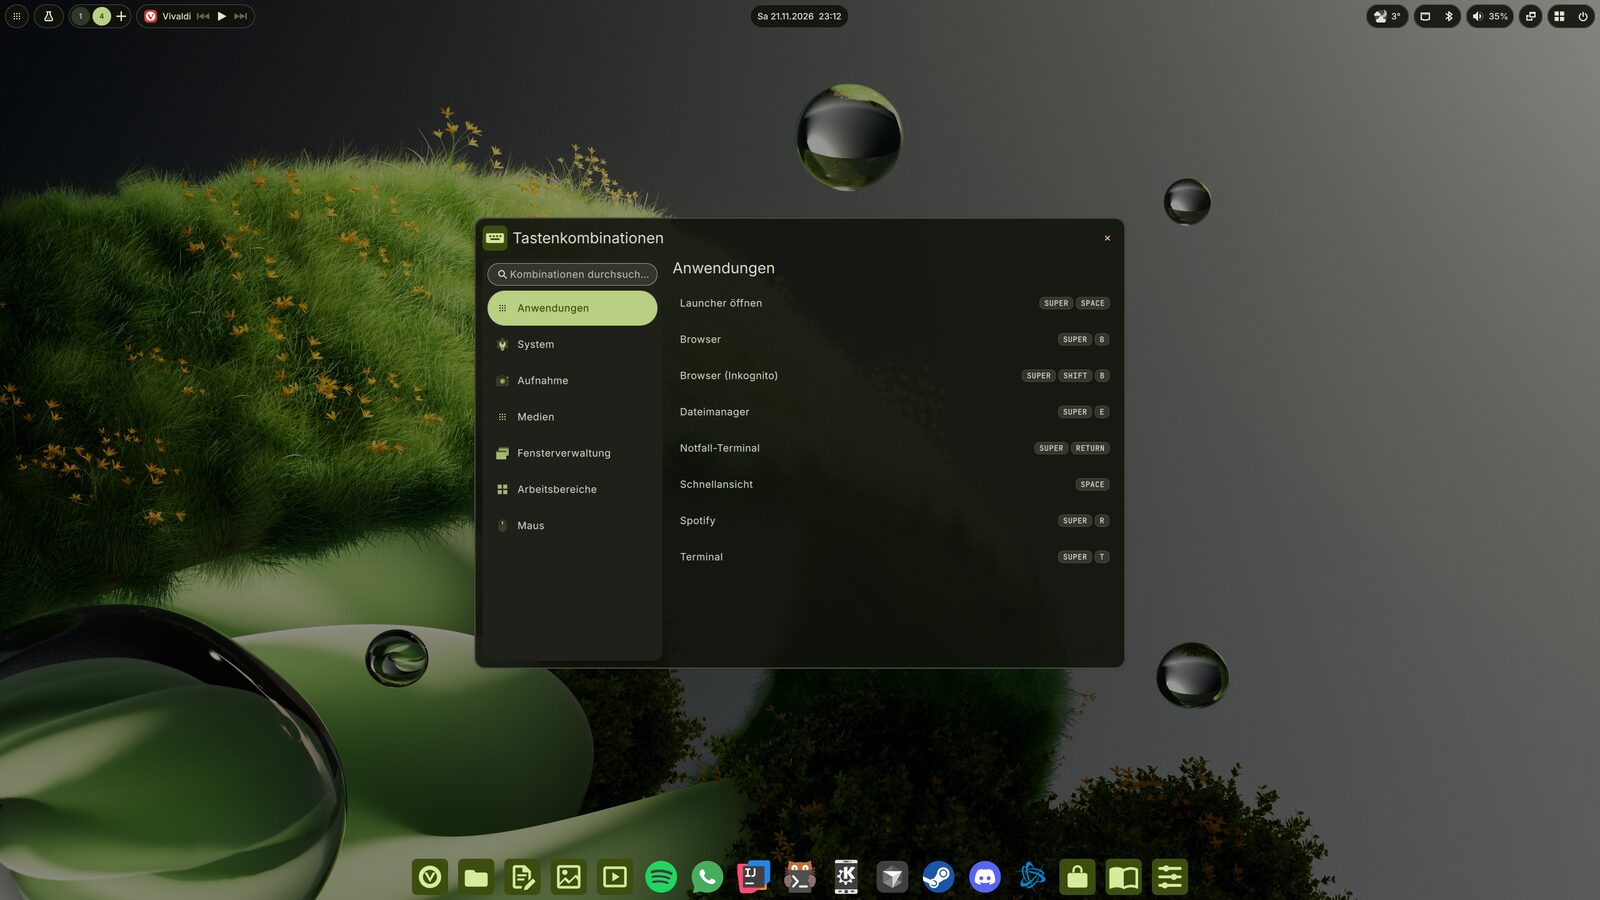 1 4 Vivaldi
Sa 21.11.2026 23:12
3°
35%
Tastenkombinationen
Kombinationen durchsuch...
Anwendungen
System
Aufnahme
Medien
Fensterverwaltung
Arbeitsbereiche
Maus
Anwendungen
Launcher öffnen SUPER SPACE
Browser SUPER B
Browser (Inkognito) SUPER SHIFT B
Dateimanager SUPER E
Notfall-Terminal SUPER RETURN
Schnellansicht SPACE
Spotify SUPER R
Terminal SUPER T
IJ
K